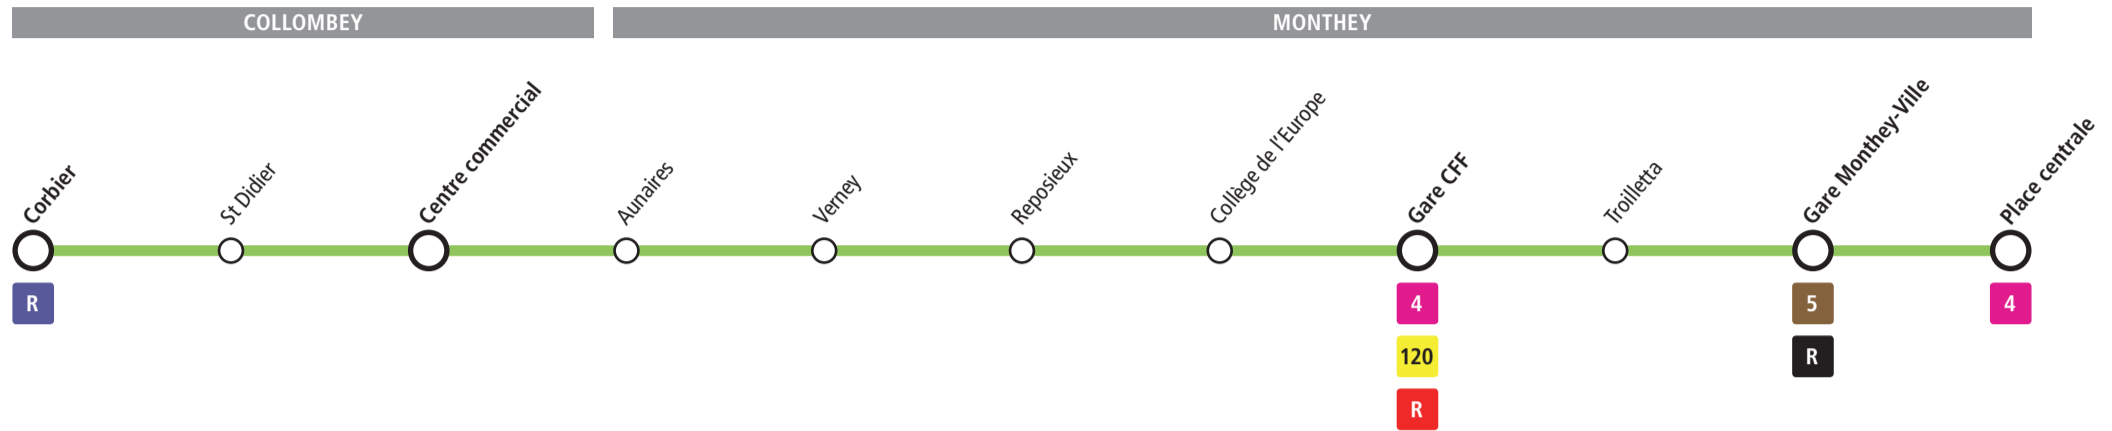 COLLOMBEY
MONTHEY
Corbier
St Didier
Centre commercial
Aunaires
Verney
Reposieux
Collège de l'Europe
Gare CFF
Troilletta
Gare Monthey-Ville
Place centrale
R
4
5
4
120
R
R